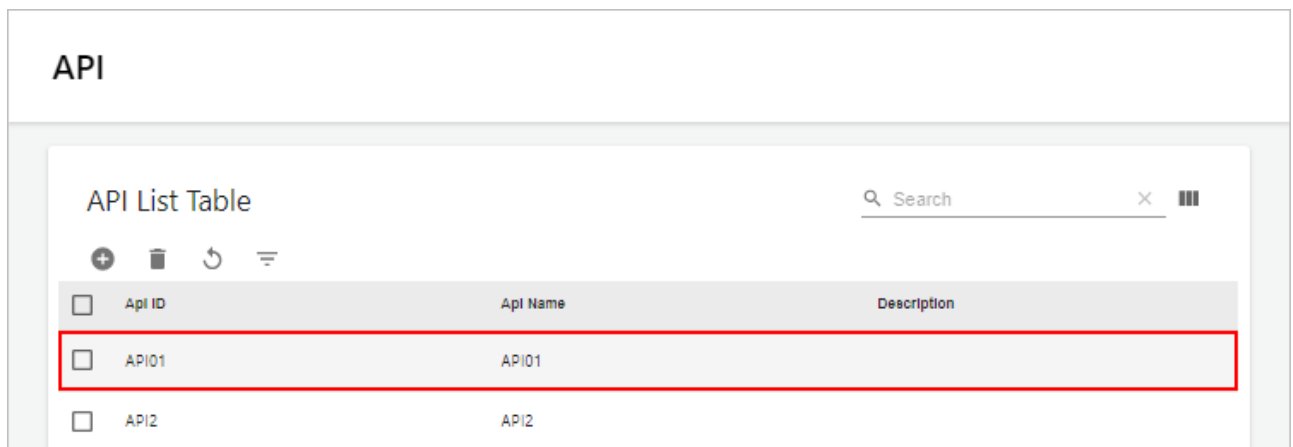 API
API List Table
Search
Api ID Api Name Description
API01 API01
API2 API2